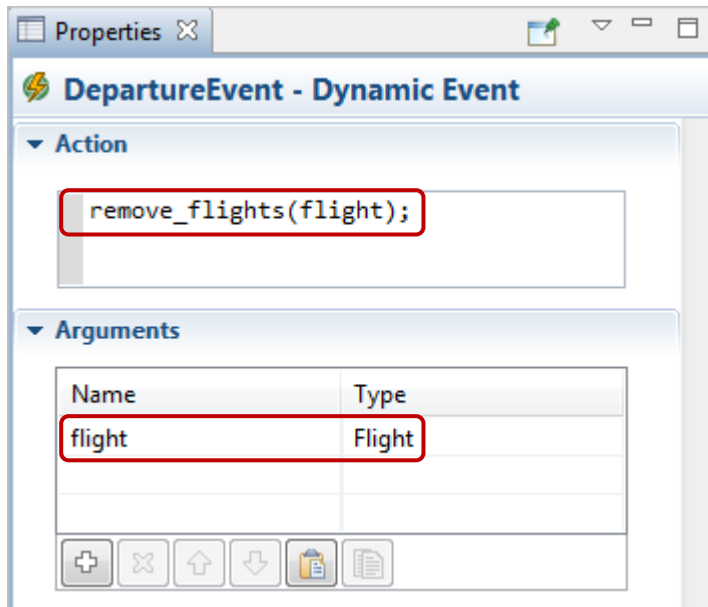 Properties
DepartureEvent - Dynamic Event
Action
remove_flights(flight);
Arguments
Name Type
flight Flight